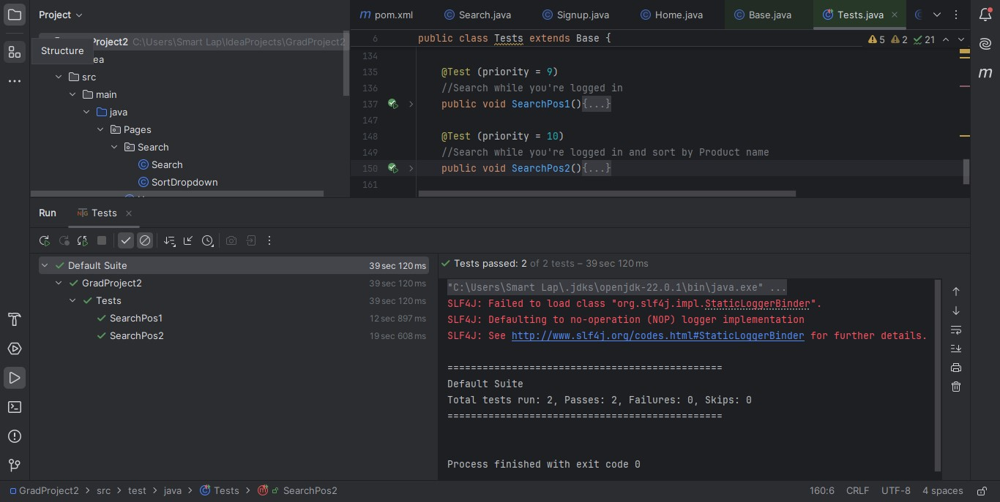 Project
pom.xml
Search.java
Signup.java
Home.java
Base.java
Tests.java
Project2 C:\Users\Smart Lap\IdeaProjects\GradProject2
Structure
ea
src
main
java
Pages
Search
Search
SortDropdown
6 public class Tests extends Base {
5 2 21
134
135 @Test (priority = 9)
136 //Search while you're logged in
137 public void SearchPos1(){...}
147
148 @Test (priority = 10)
149 //Search while you're logged in and sort by Product name
150 public void SearchPos2(){...}
161
Run
Tests
Default Suite 39 sec 120 ms
GradProject2 39 sec 120 ms
Tests 39 sec 120 ms
SearchPos1 12 sec 897 ms
SearchPos2 19 sec 608 ms
Tests passed: 2 of 2 tests – 39 sec 120 ms
"C:\Users\Smart Lap\.jdks\openjdk-22.0.1\bin\java.exe" ...
SLF4J: Failed to load class "org.slf4j.impl.StaticLoggerBinder".
SLF4J: Defaulting to no-operation (NOP) logger implementation
SLF4J: See http://www.slf4j.org/codes.html#StaticLoggerBinder for further details.
===============================================
Default Suite
Total tests run: 2, Passes: 2, Failures: 0, Skips: 0
===============================================
Process finished with exit code 0
GradProject2 > src > test > java > Tests > SearchPos2
160:6 CRLF UTF-8 4 spaces